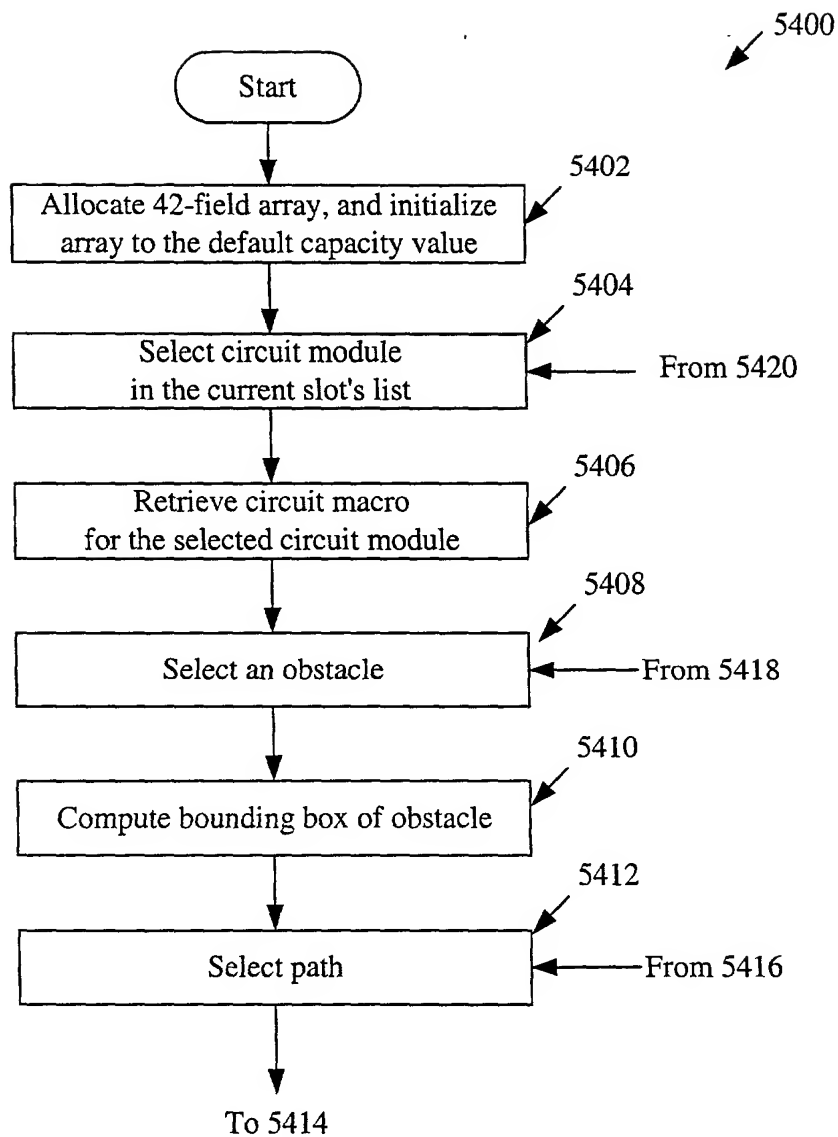 5400
Start
5402
Allocate 42-field array, and initialize
array to the default capacity value
5404
Select circuit module
in the current slot's list
From 5420
5406
Retrieve circuit macro
for the selected circuit module
5408
Select an obstacle
From 5418
5410
Compute bounding box of obstacle
5412
Select path
From 5416
To 5414